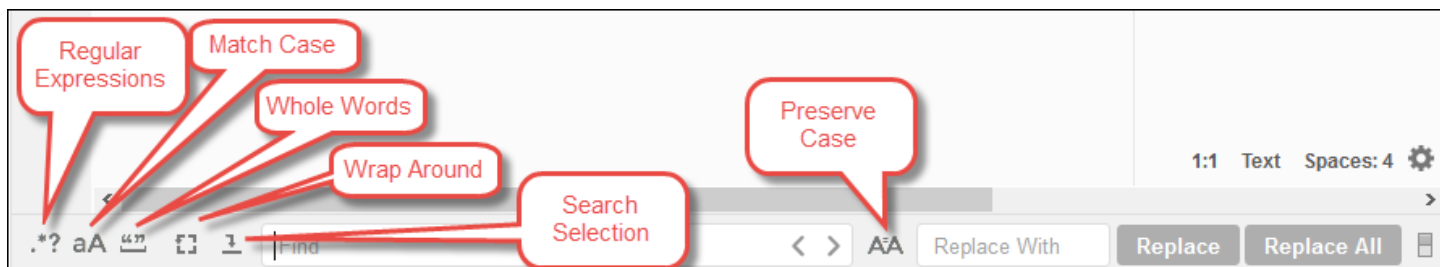 Regular
Expressions
Match Case
Whole Words
Wrap Around
Search
Selection
Preserve
Case
1:1 Text Spaces: 4
.*? aA “” Find < > AA Replace With Replace Replace All